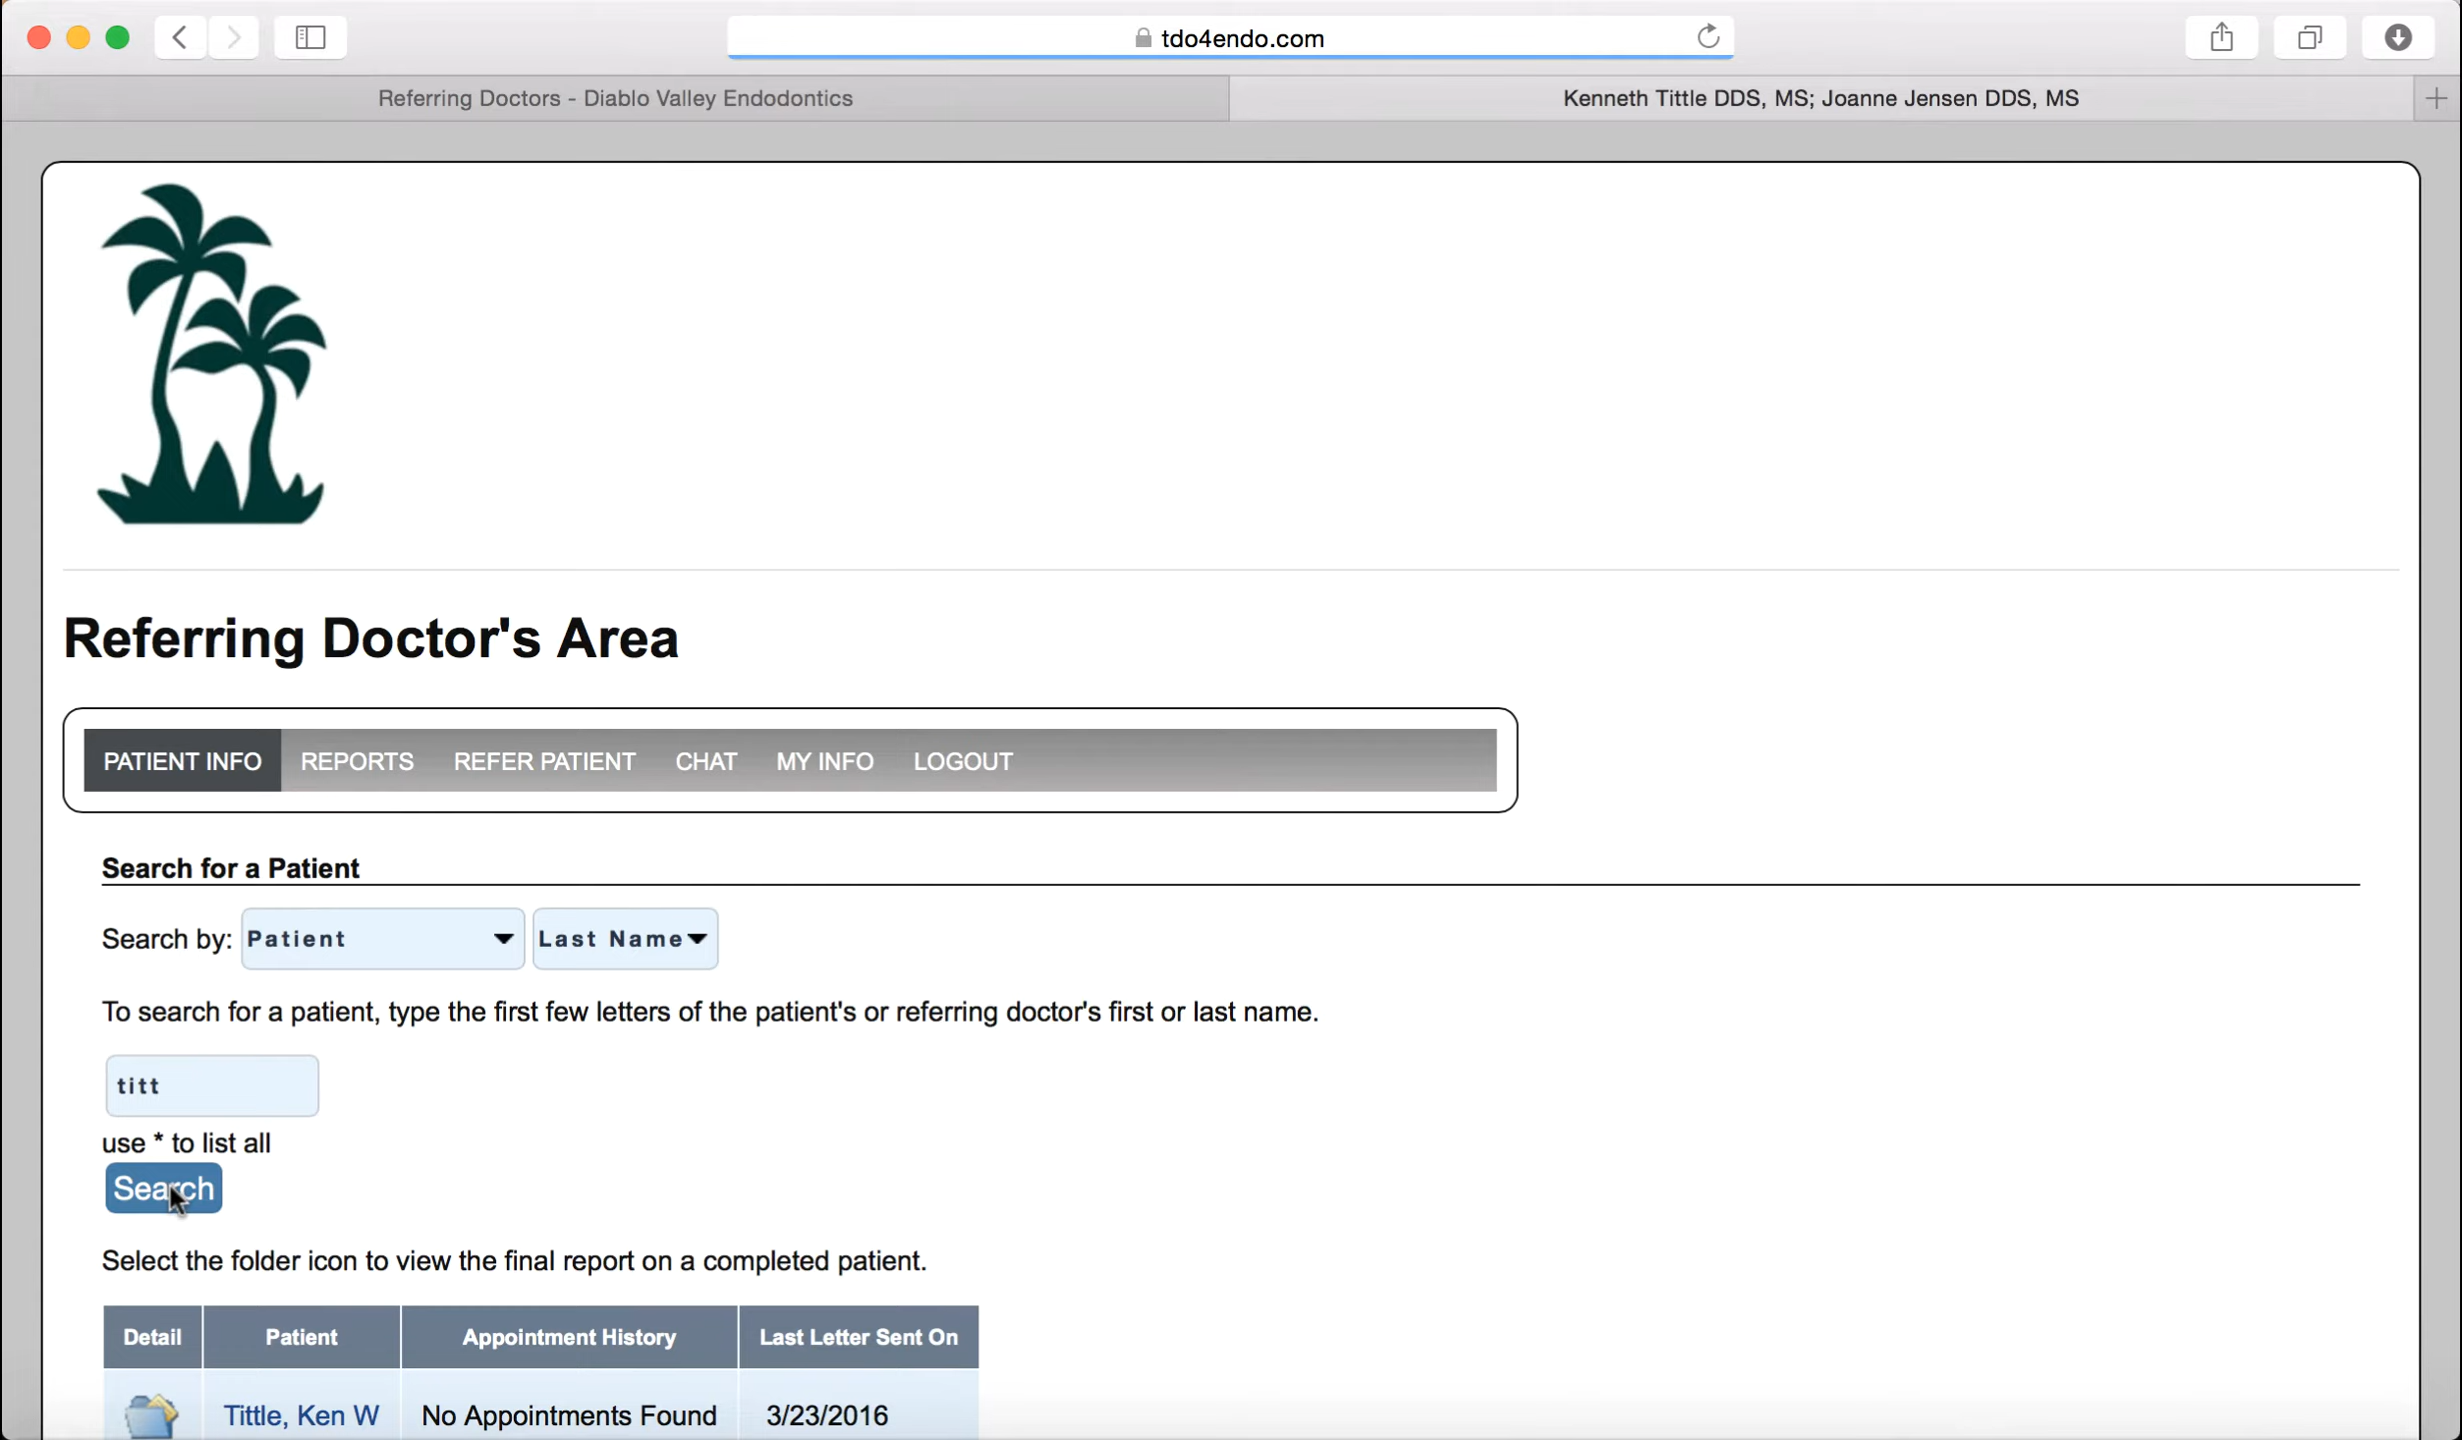 tdo4endo.com
Referring Doctors - Diablo Valley Endodontics
Kenneth Tittle DDS, MS; Joanne Jensen DDS, MS
Referring Doctor's Area
PATIENT INFO REPORTS REFER PATIENT CHAT MY INFO LOGOUT
Search for a Patient
Search by: Patient Last Name
To search for a patient, type the first few letters of the patient's or referring doctor's first or last name.
titt
use * to list all
Search
Select the folder icon to view the final report on a completed patient.
Detail Patient Appointment History Last Letter Sent On
Tittle, Ken W No Appointments Found 3/23/2016